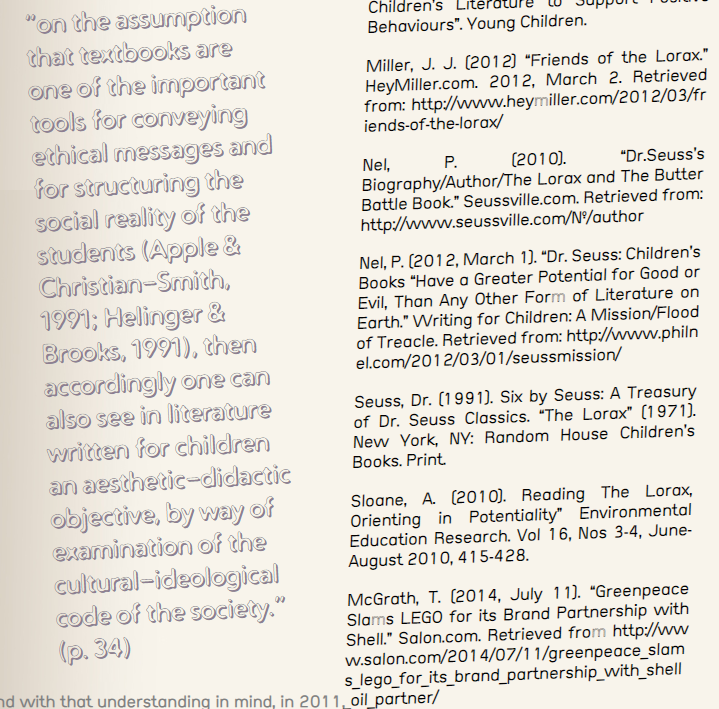 "on the assumption
that textbooks are
one of the important
tools for conveying
ethical messages and
for structuring the
social reality of the
students (Apple &
Christian-Smith,
1991; Helinger &
Brooks, 1991), then
accordingly one can
also see in literature
written for children
an aesthetic-didactic
objective, by way of
examination of the
cultural-ideological
code of the society."
(p. 34)
nd with that understanding in mind, in 2011,
Children's Literature to Support Positive
Behaviours". Young Children.
Miller, J. J. (2012) "Friends of the Lorax."
HeyMiller.com. 2012, March 2. Retrieved
from: http://www.heymiller.com/2012/03/fr
iends-of-the-lorax/
Nel, P. (2010). "Dr.Seuss's
Biography/Author/The Lorax and The Butter
Battle Book." Seussville.com. Retrieved from:
http://www.seussville.com/№/author
Nel, P. (2012, March 1). "Dr. Seuss: Children's
Books "Have a Greater Potential for Good or
Evil, Than Any Other Form of Literature on
Earth." Writing for Children: A Mission/Flood
of Treacle. Retrieved from: http://www.philn
el.com/2012/03/01/seussmission/
Seuss, Dr. (1991). Six by Seuss: A Treasury
of Dr. Seuss Classics. "The Lorax" (1971).
New York, NY: Random House Children's
Books. Print.
Sloane, A. (2010). Reading The Lorax,
Orienting in Potentiality" Environmental
Education Research. Vol 16, Nos 3-4, June-
August 2010, 415-428.
McGrath, T. (2014, July 11). "Greenpeace
Slams LEGO for its Brand Partnership with
Shell." Salon.com. Retrieved from http://ww
w.salon.com/2014/07/11/greenpeace_slam
s_lego_for_its_brand_partnership_with_shell
_oil_partner/